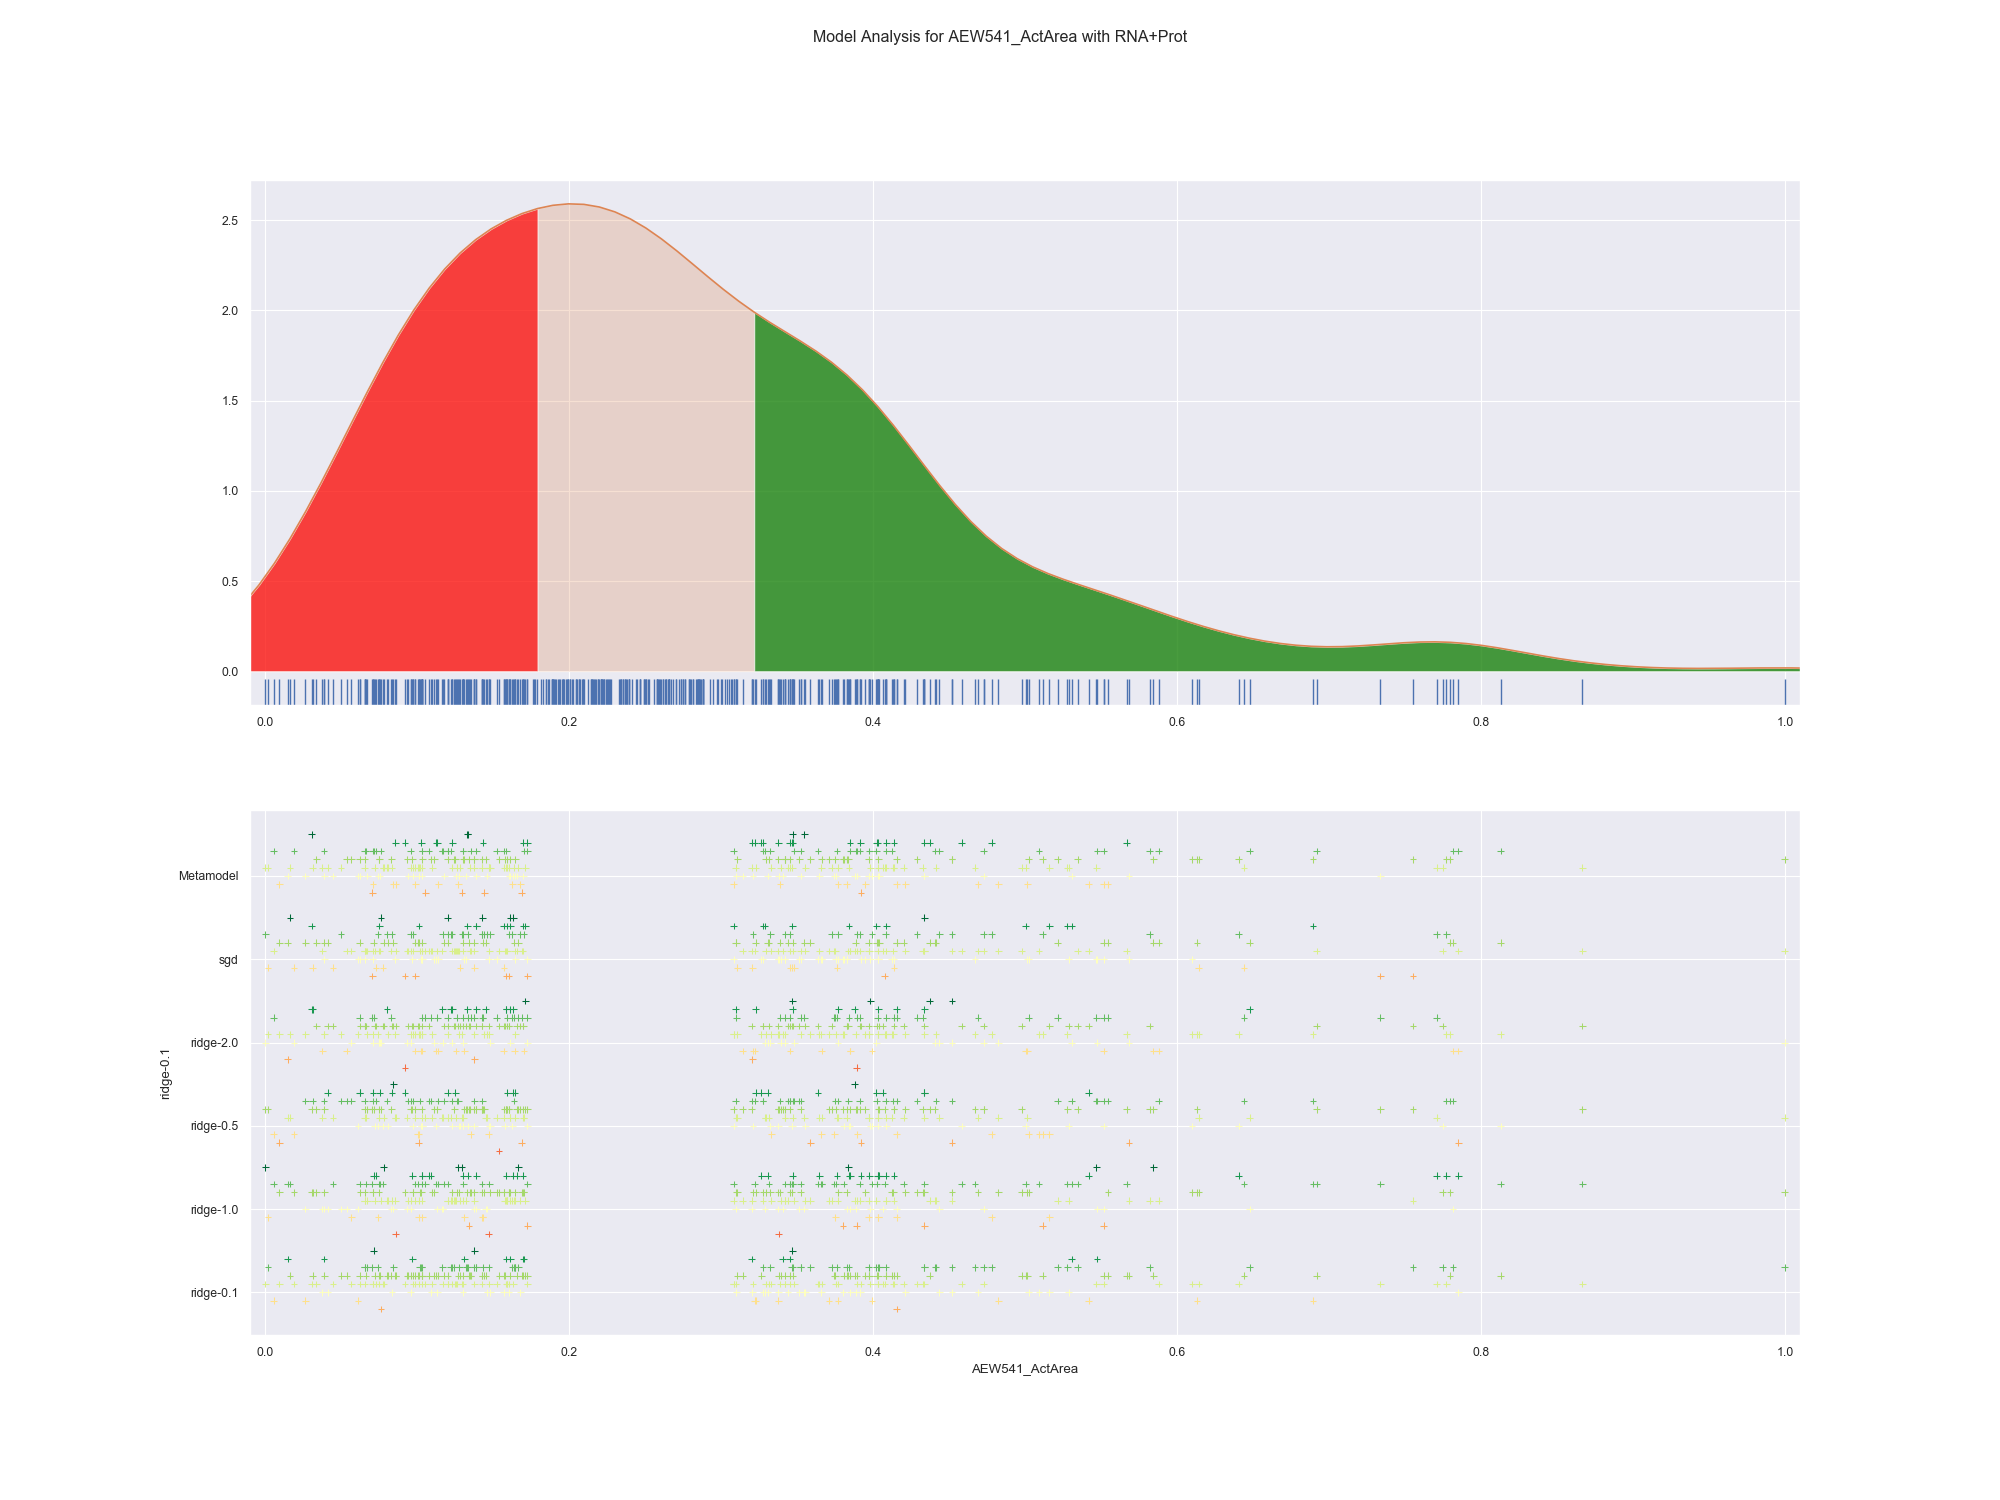 Model Analysis for AEW541_ActArea with RNA+Prot
2.5
2.0
1.5
1.0
0.5
0.0
0.0 0.2 0.4 0.6 0.8 1.0
Metamodel
sgd
ridge-2.0
ridge-0.5
ridge-1.0
ridge-0.1
ridge-0.1
0.0 0.2 0.4 0.6 0.8 1.0
AEW541_ActArea